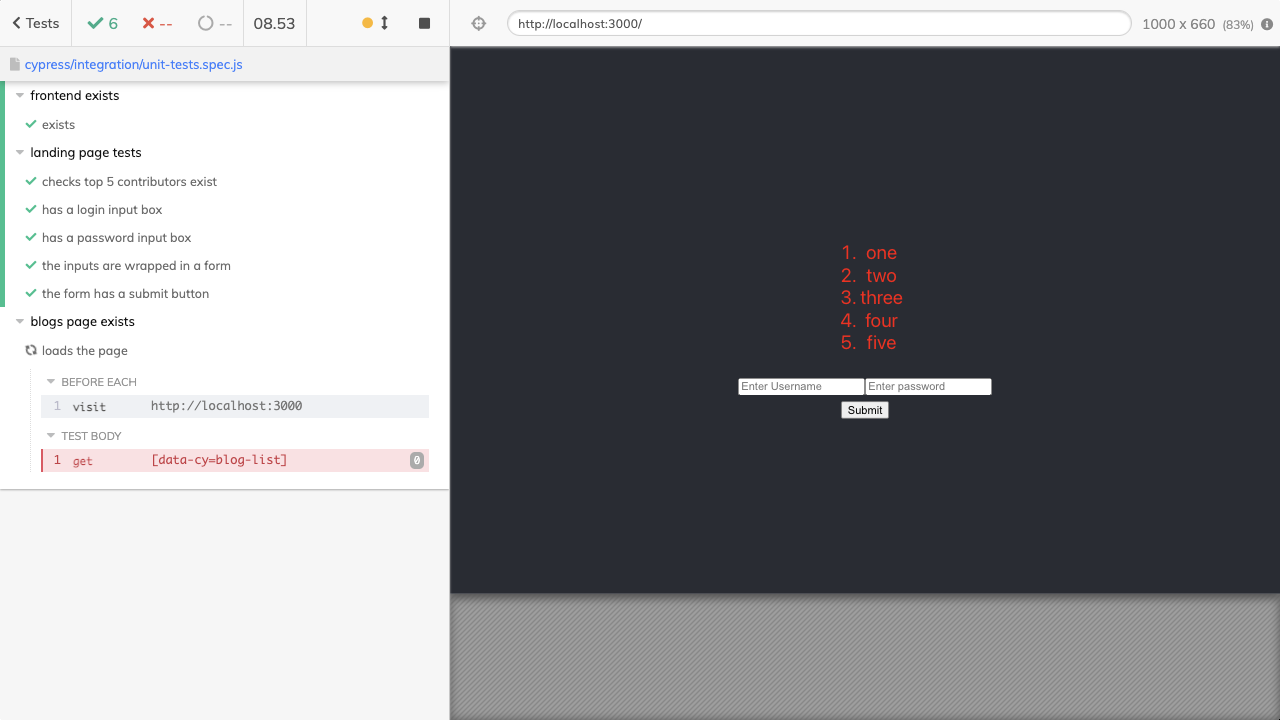 Tests 6 -- -- 08.53
http://localhost:3000/ 1000 x 660 (83%)
cypress/integration/unit-tests.spec.js
frontend exists
exists
landing page tests
checks top 5 contributors exist
has a login input box
has a password input box
the inputs are wrapped in a form
the form has a submit button
blogs page exists
loads the page
BEFORE EACH
1 visit http://localhost:3000
TEST BODY
1 get [data-cy=blog-list] 0
1. one
2. two
3. three
4. four
5. five
Enter Username Enter password
Submit